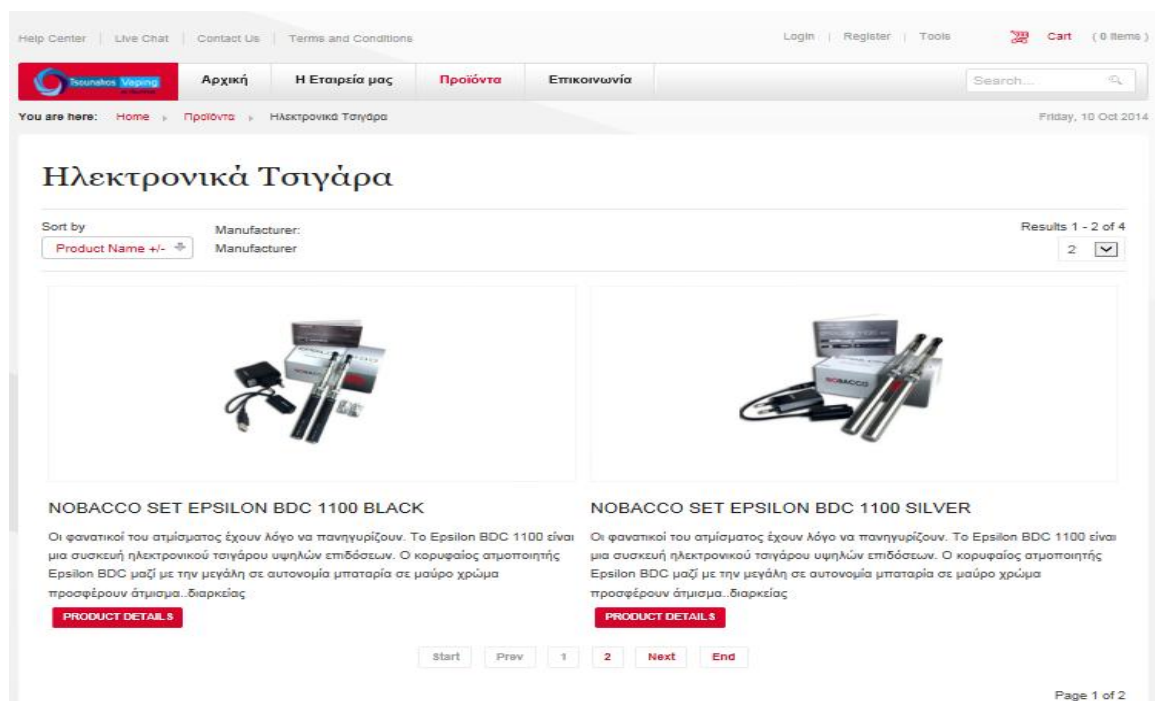 Help Center | Live Chat | Contact Us | Terms and Conditions
Login | Register | Tools
Cart ( 0 Items )
Tsounakos Vaping
Αρχική
Η Εταιρεία μας
Προϊόντα
Επικοινωνία
Search...
You are here: Home Προϊόντα Ηλεκτρονικά Τσιγάρα
Friday, 10 Oct 2014
Ηλεκτρονικά Τσιγάρα
Sort by
Product Name +/-
Manufacturer:
Manufacturer
Results 1 - 2 of 4
2
NOBACCO
NOBACCO SET EPSILON BDC 1100 BLACK
Οι φανατικοί του ατμίσματος έχουν λόγο να πανηγυρίζουν. Το Epsilon BDC 1100 είναι
μια συσκευή ηλεκτρονικού τσιγάρου υψηλών επιδόσεων. Ο κορυφαίος ατμοποιητής
Epsilon BDC μαζί με την μεγάλη σε αυτονομία μπαταρία σε μαύρο χρώμα
προσφέρουν άτμισμα..διαρκείας
PRODUCT DETAILS
NOBACCO SET EPSILON BDC 1100 SILVER
Οι φανατικοί του ατμίσματος έχουν λόγο να πανηγυρίζουν. Το Epsilon BDC 1100 είναι
μια συσκευή ηλεκτρονικού τσιγάρου υψηλών επιδόσεων. Ο κορυφαίος ατμοποιητής
Epsilon BDC μαζί με την μεγάλη σε αυτονομία μπαταρία σε μαύρο χρώμα
προσφέρουν άτμισμα..διαρκείας
PRODUCT DETAILS
Start Prev 1 2 Next End
Page 1 of 2